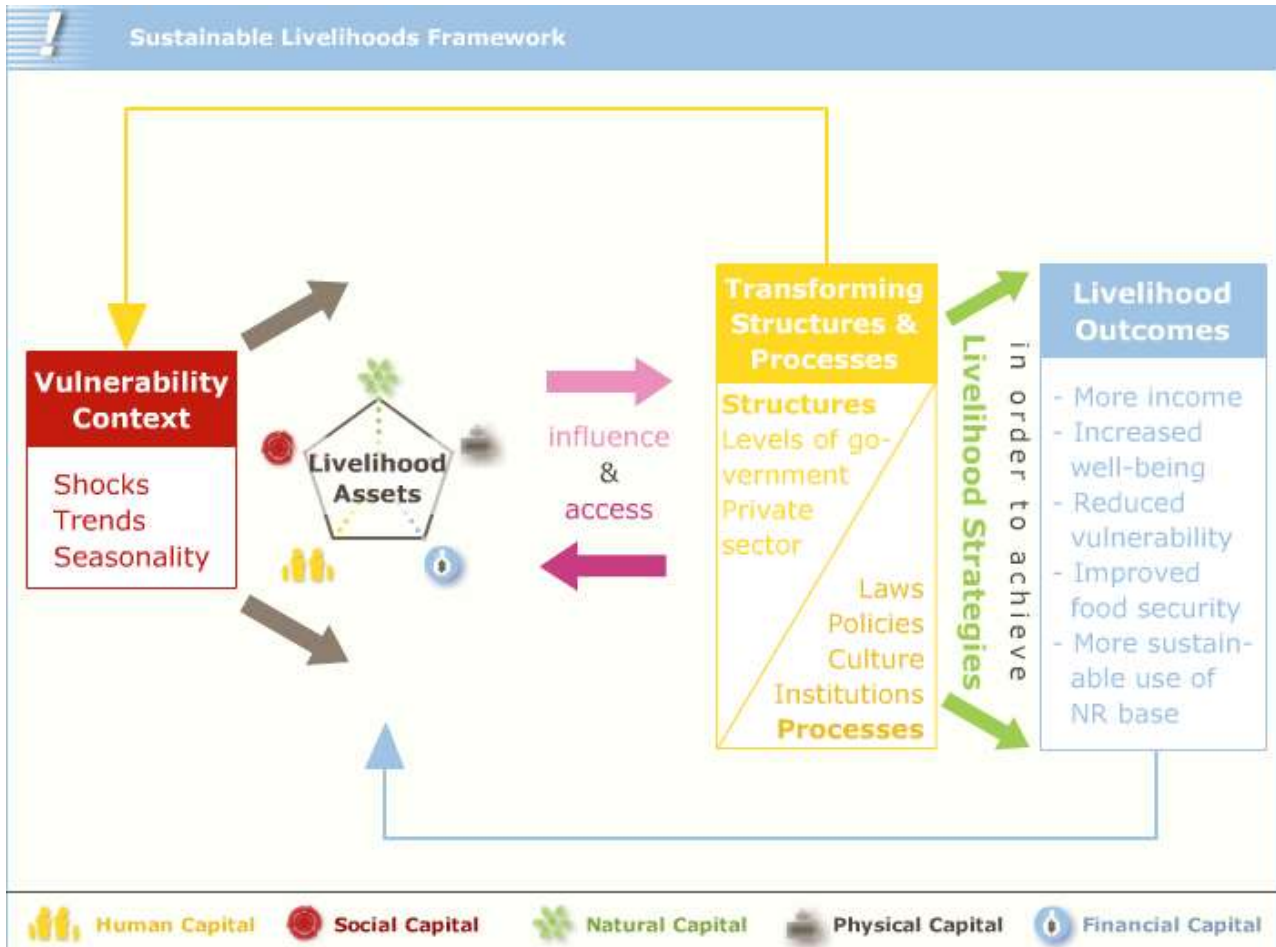 !
Sustainable Livelihoods Framework
Vulnerability
Context
Shocks
Trends
Seasonality
Livelihood
Assets
influence
&
access
Transforming
Structures &
Processes
Structures
Levels of go-
vernment
Private
sector
Laws
Policies
Culture
Institutions
Processes
Livelihood Strategies
in order to achieve
Livelihood
Outcomes
- More income
- Increased
well-being
- Reduced
vulnerability
- Improved
food security
- More sustain-
able use of
NR base
Human Capital
Social Capital
Natural Capital
Physical Capital
Financial Capital